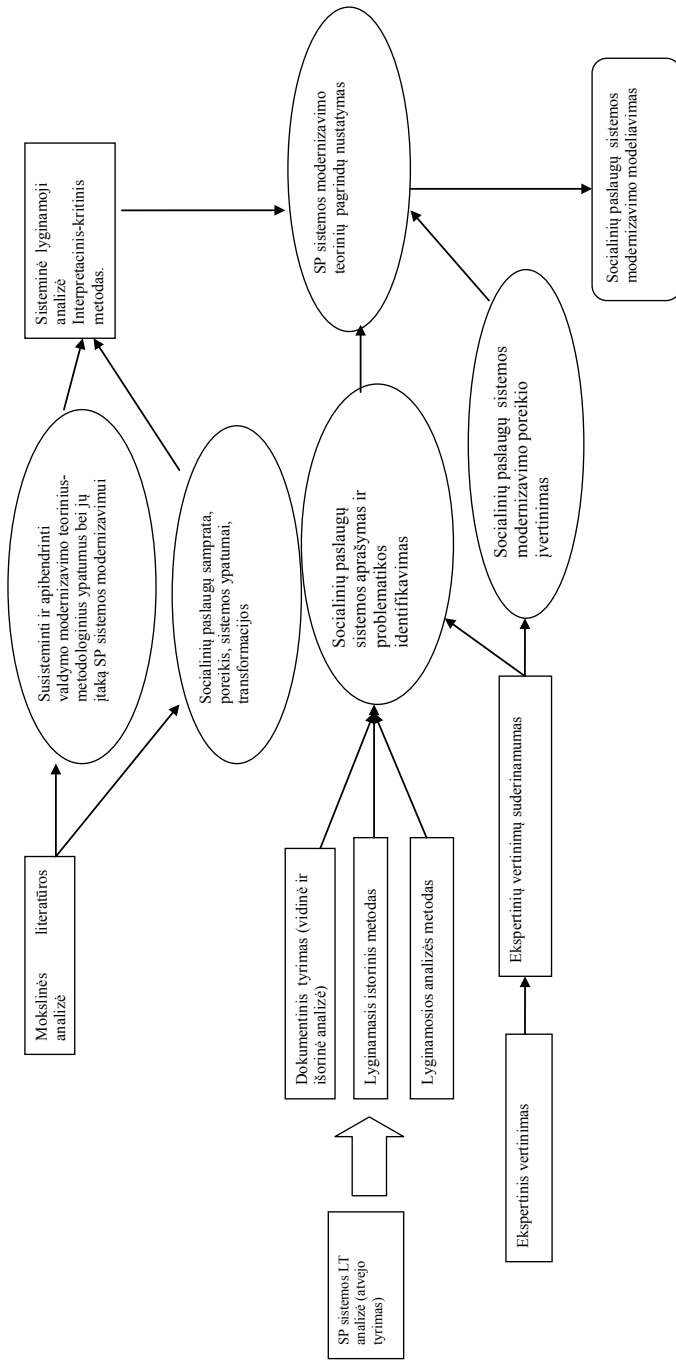 Mokslinės literatūros
analizė
Susisteminti ir apibendrinti
valdymo modernizavimo teorinius-
metodologinius ypatumus bei jų
įtaką SP sistemos modernizavimui
Socialinių paslaugų samprata,
poreikis, sistemos ypatumai,
transformacijos
Sisteminė lyginamoji
analizė
Interpretacinis-kritinis
metodas.
SP sistemos LT
analizė (atvejo
tyrimas)
Dokumentinis tyrimas (vidinė ir
išorinė analizė)
Lyginamasis istorinis metodas
Lyginamosios analizės metodas
Socialinių paslaugų
sistemos aprašymas ir
problematikos
identifikavimas
SP sistemos modernizavimo
teorinių pagrindų nustatymas
Ekspertinis vertinimas
Ekspertinių vertinimų suderinamumas
Socialinių paslaugų sistemos
modernizavimo poreikio
įvertinimas
Socialinių paslaugų sistemos
modernizavimo modeliavimas